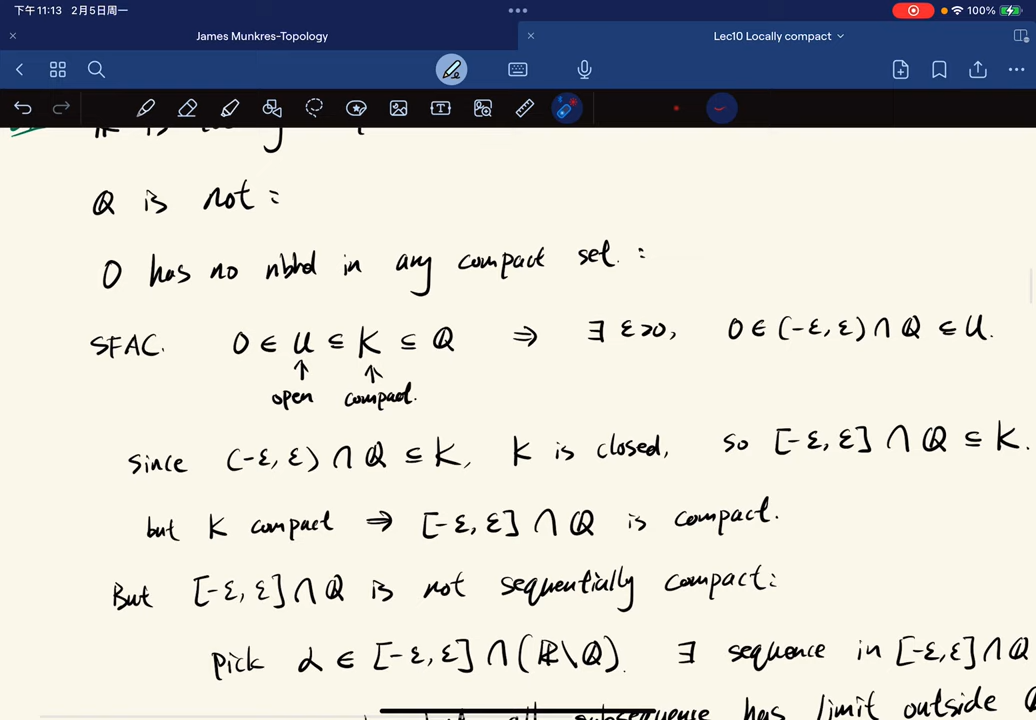 下午11:13 2月5日周一
100%
James Munkres-Topology
Lec10 Locally compact
Q is not:
0 has no nbhd in any compact set. :
SFAC. 0 ∈ U ⊆ K ⊆ Q ⇒ ∃ ε>0, 0 ∈ (-ε, ε) ∩ Q ⊆ U.
↑ ↑
open compact.
since (-ε, ε) ∩ Q ⊆ K, K is closed, so [-ε, ε] ∩ Q ⊆ K.
but K compact ⇒ [-ε, ε] ∩ Q is compact.
But [-ε, ε] ∩ Q is not sequentially compact:
pick α ∈ [-ε, ε] ∩ (R\Q). ∃ sequence in [-ε, ε] ∩ Q
subsequence has limit outside